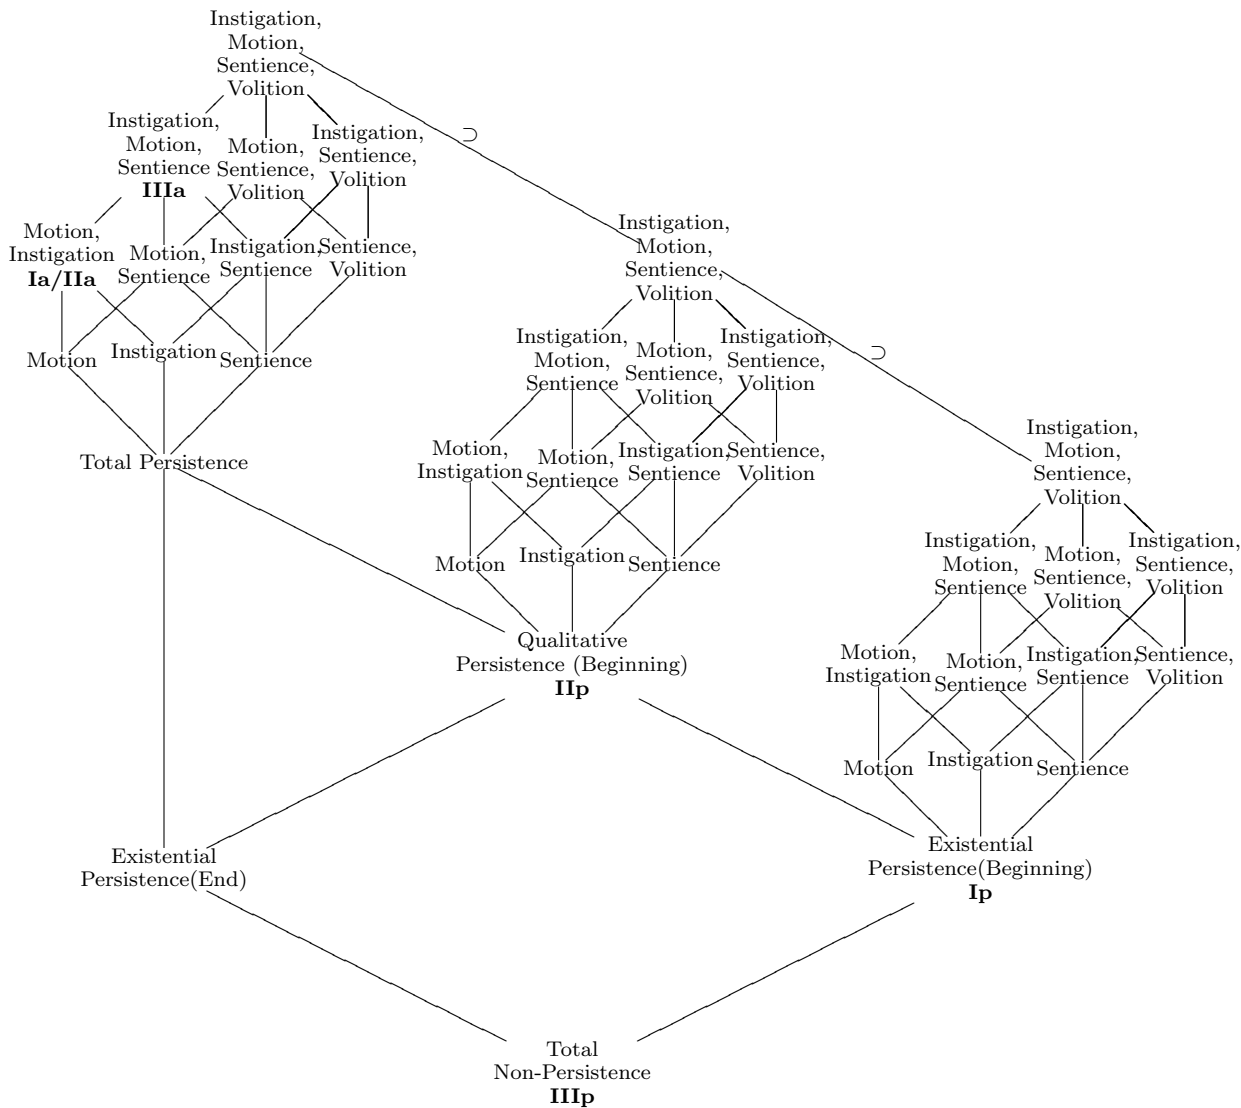 Instigation,
Motion,
Sentience,
Volition
⊃
Instigation,
Motion,
Sentience
IIIa
Motion,
Sentience,
Volition
Instigation,
Sentience,
Volition
Motion,
Instigation
Ia/IIa
Motion,
Sentience
Instigation,
Sentience
Sentience,
Volition
Motion
Instigation
Sentience
Total Persistence
Instigation,
Motion,
Sentience,
Volition
⊃
Instigation,
Motion,
Sentience
Motion,
Sentience,
Volition
Instigation,
Sentience,
Volition
Motion,
Instigation
Motion,
Sentience
Instigation,
Sentience
Sentience,
Volition
Motion
Instigation
Sentience
Qualitative
Persistence (Beginning)
IIp
Instigation,
Motion,
Sentience,
Volition
Instigation,
Motion,
Sentience
Motion,
Sentience,
Volition
Instigation,
Sentience,
Volition
Motion,
Instigation
Motion,
Sentience
Instigation,
Sentience
Sentience,
Volition
Motion
Instigation
Sentience
Existential
Persistence(Beginning)
Ip
Existential
Persistence(End)
Total
Non-Persistence
IIIp